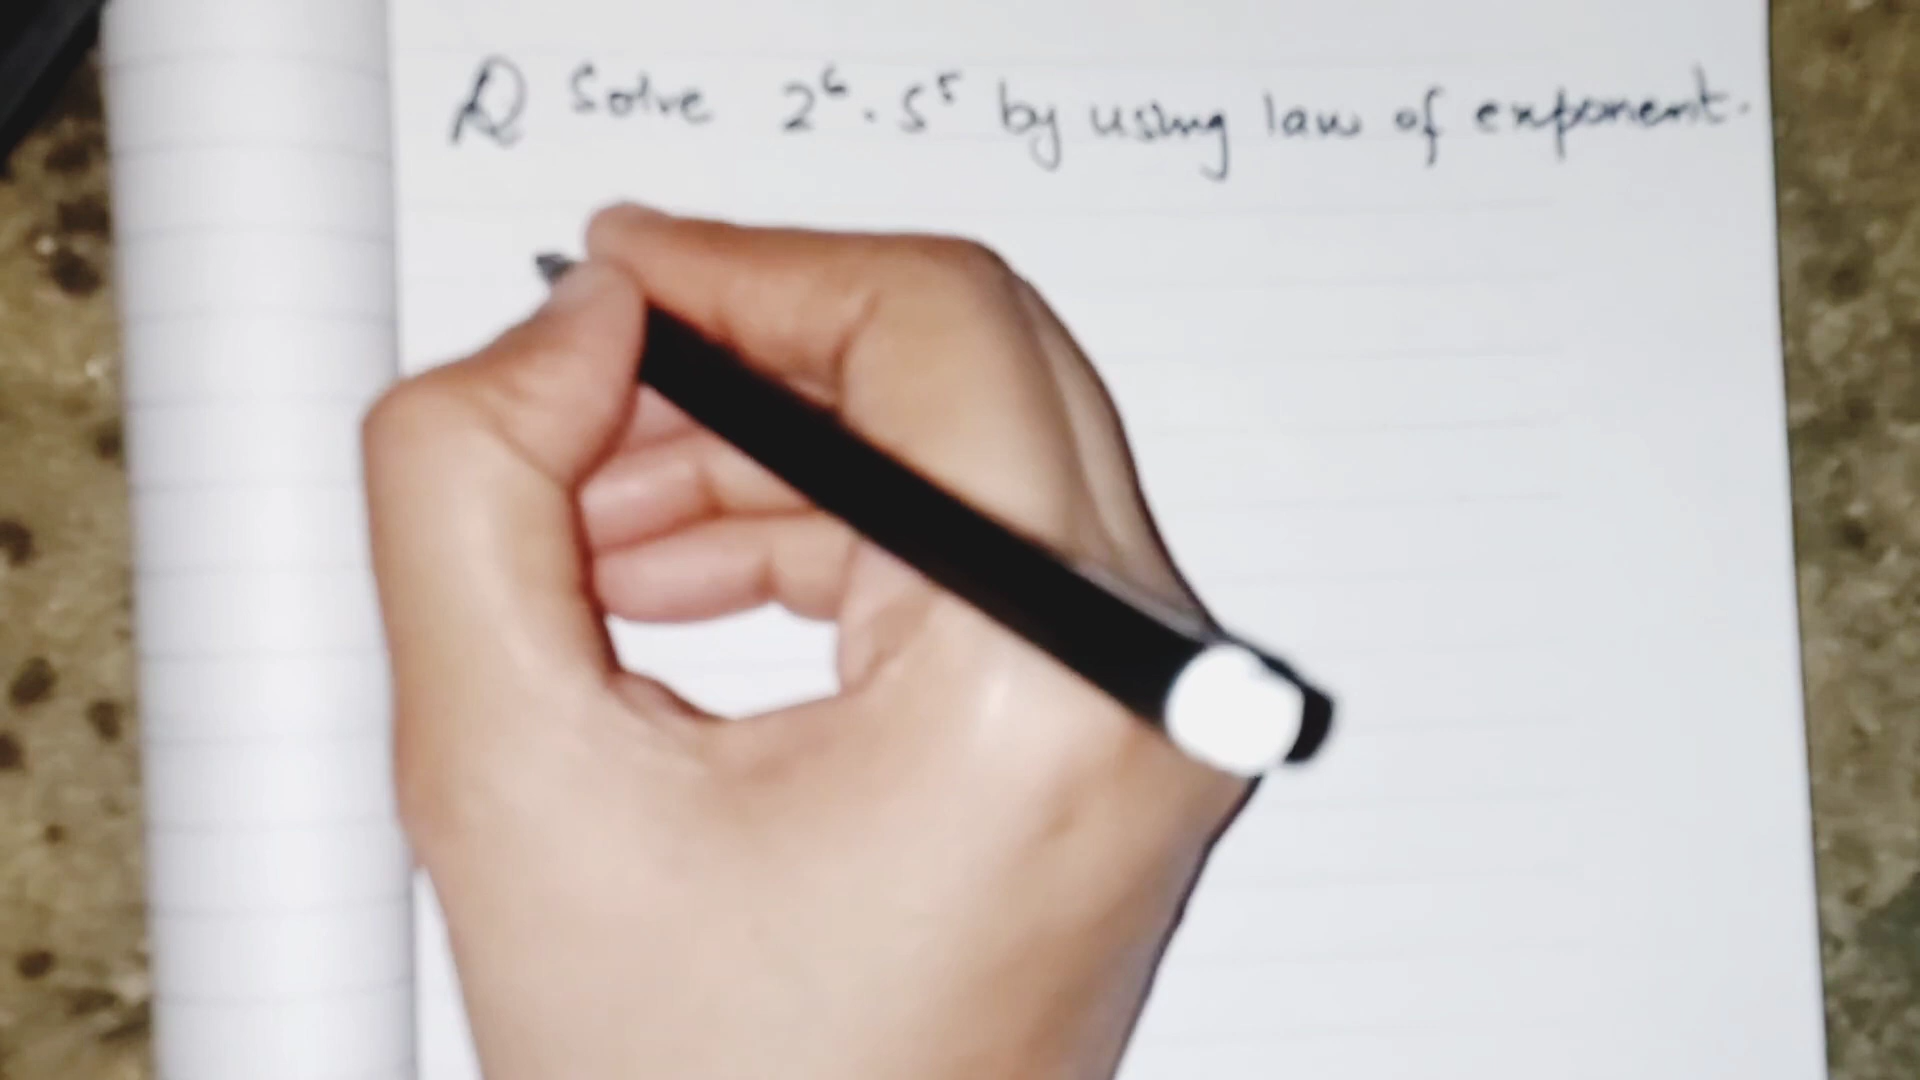 Q Solve 2⁶ · 5⁵ by using law of exponent.